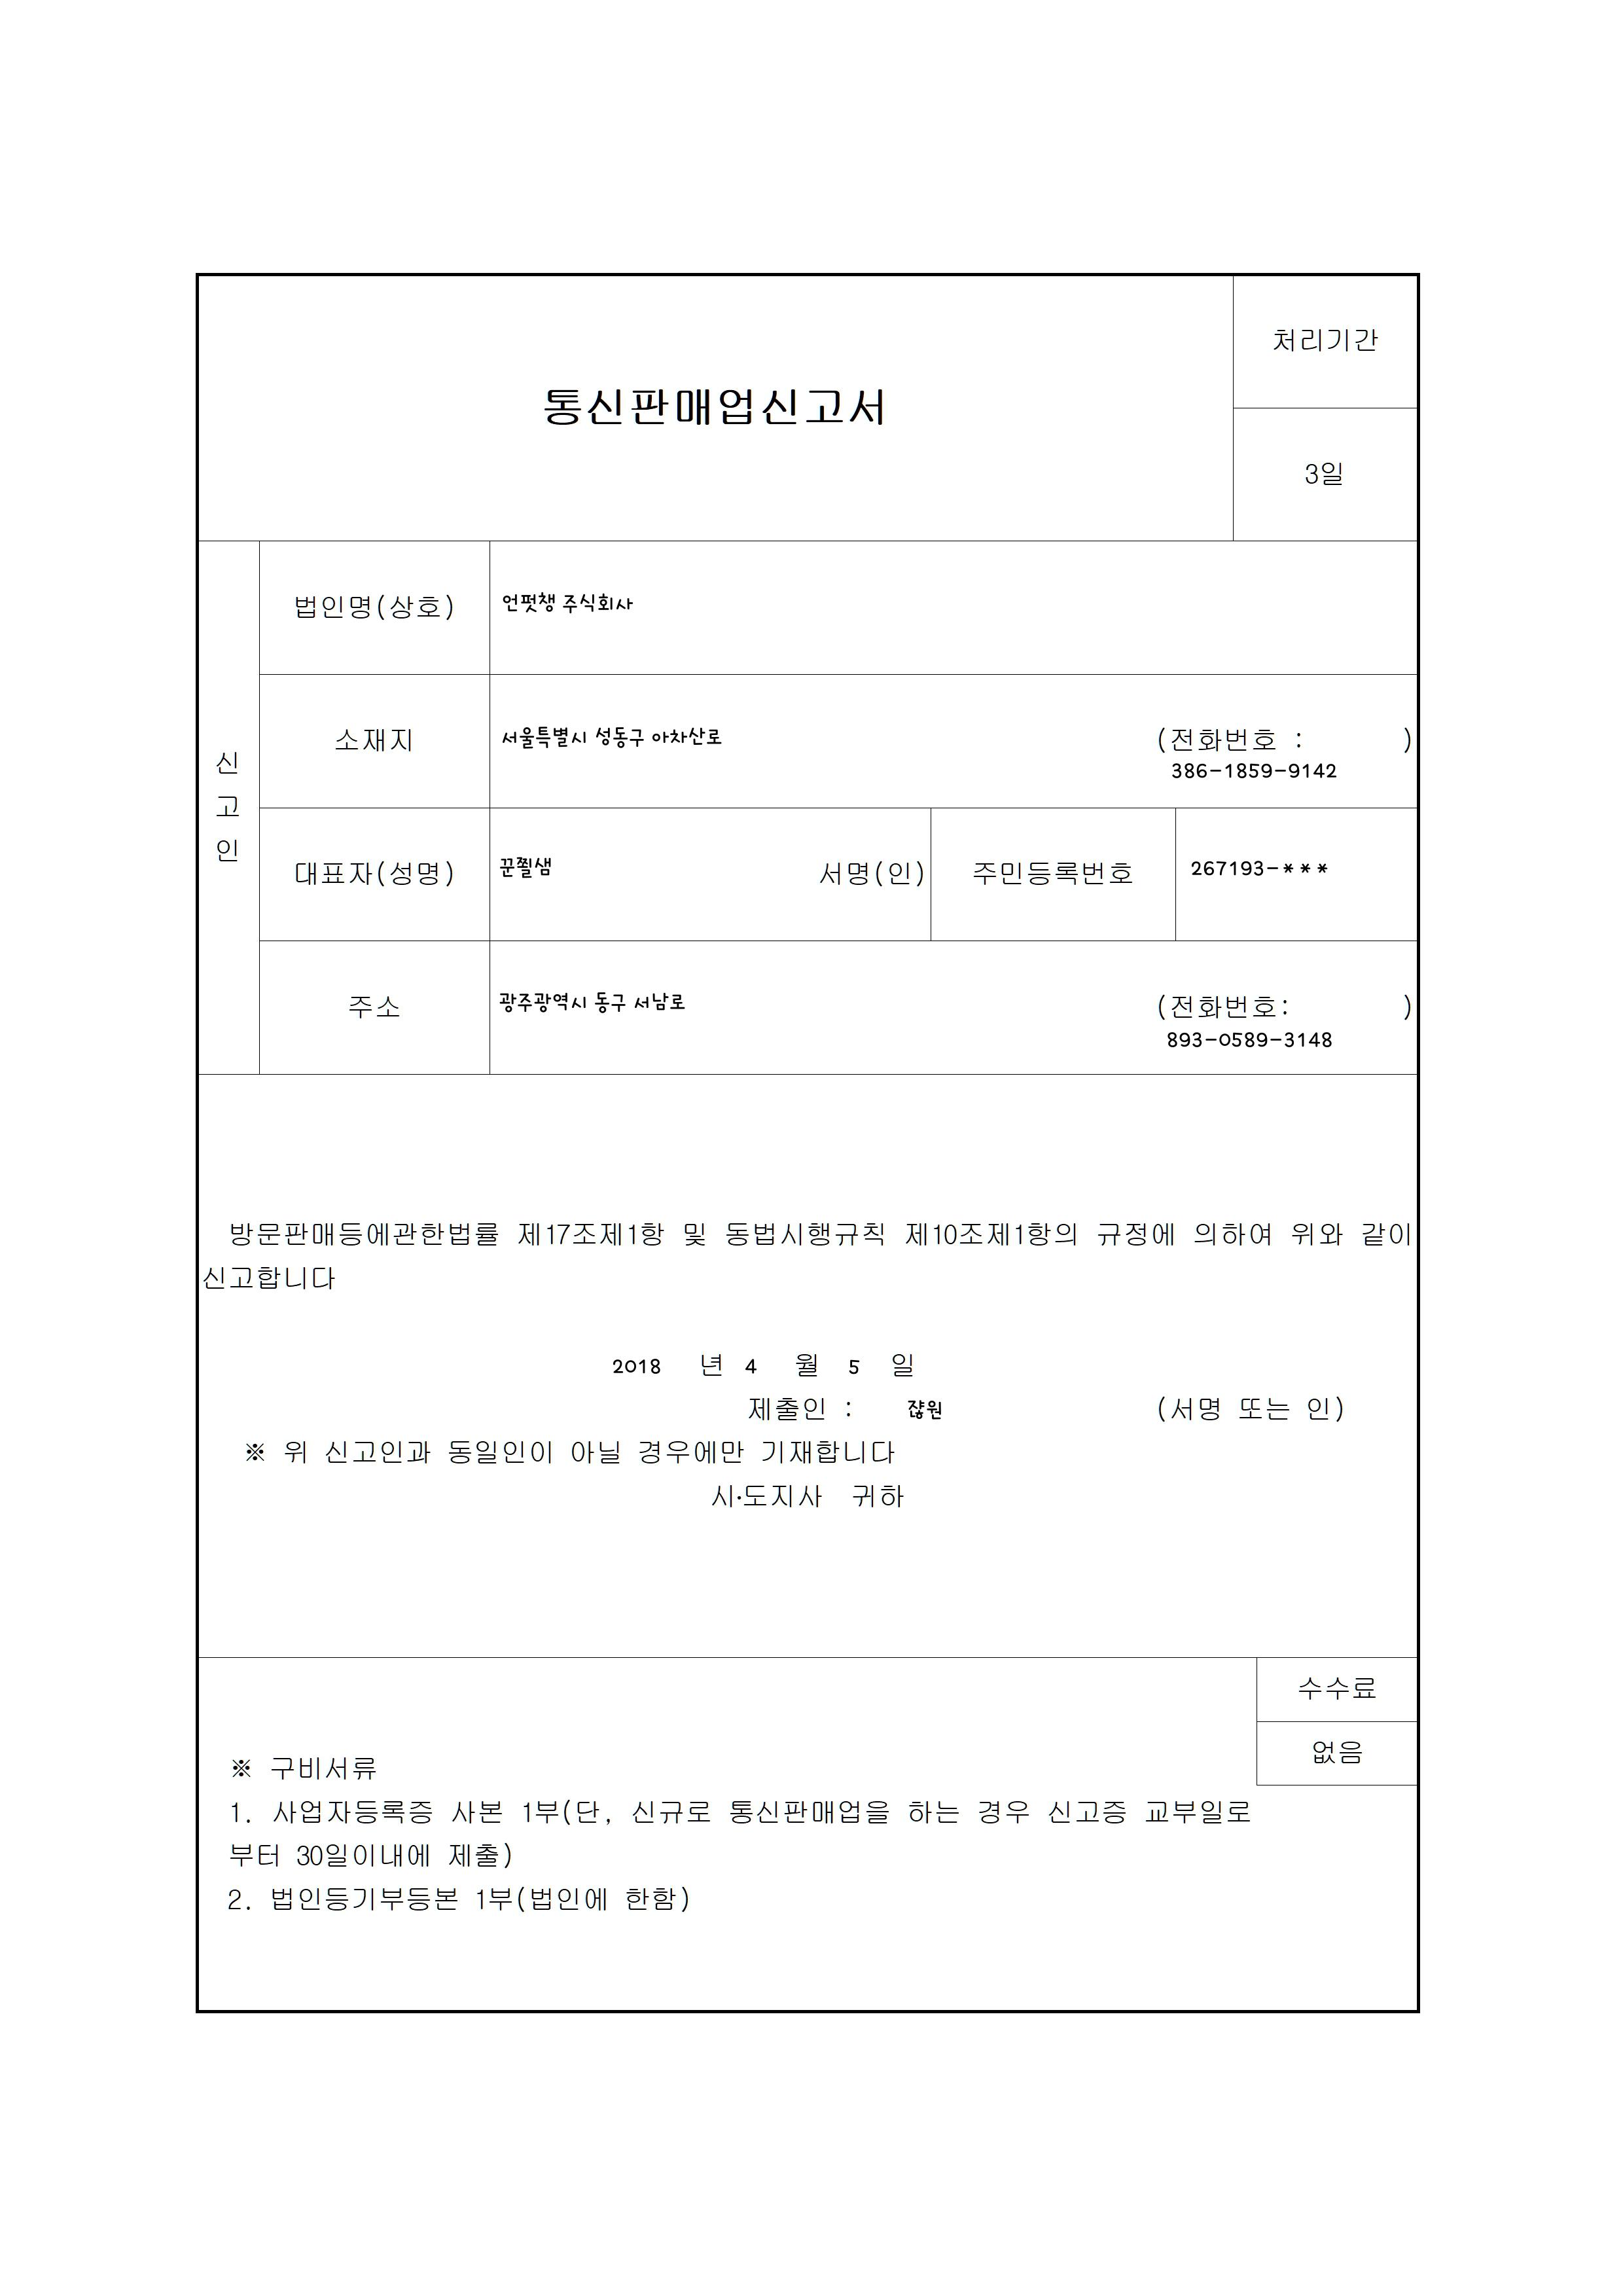 통신판매업신고서
처리기간
3일
신고인
법인명(상호) 언펏챙 주식회사
소재지 서울특별시 성동구 아차산로 (전화번호 : )
386-1859-9142
대표자(성명) 꾼쬘샘 서명(인) 주민등록번호 267193-***
주소 광주광역시 동구 서남로 (전화번호: )
893-0589-3148
방문판매등에관한법률 제17조제1항 및 동법시행규칙 제10조제1항의 규정에 의하여 위와 같이
신고합니다
2018 년 4 월 5 일
제출인 : 쟎원 (서명 또는 인)
※ 위 신고인과 동일인이 아닐 경우에만 기재합니다
시·도지사 귀하
수수료
없음
※ 구비서류
1. 사업자등록증 사본 1부(단, 신규로 통신판매업을 하는 경우 신고증 교부일로
부터 30일이내에 제출)
2. 법인등기부등본 1부(법인에 한함)